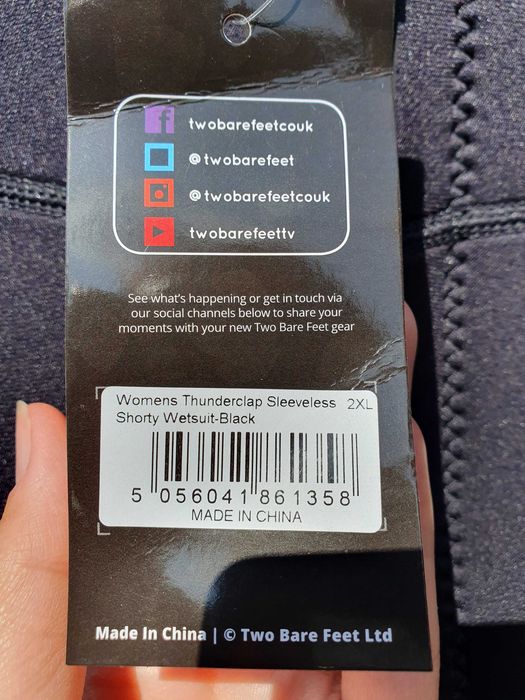 twobarefeetcouk
@twobarefeet
@twobarefeetcouk
twobarefeettv
See what's happening or get in touch via
our social channels below to share your
moments with your new Two Bare Feet gear
Womens Thunderclap Sleeveless 2XL
Shorty Wetsuit-Black
5 056041 861358
MADE IN CHINA
Made In China | © Two Bare Feet Ltd